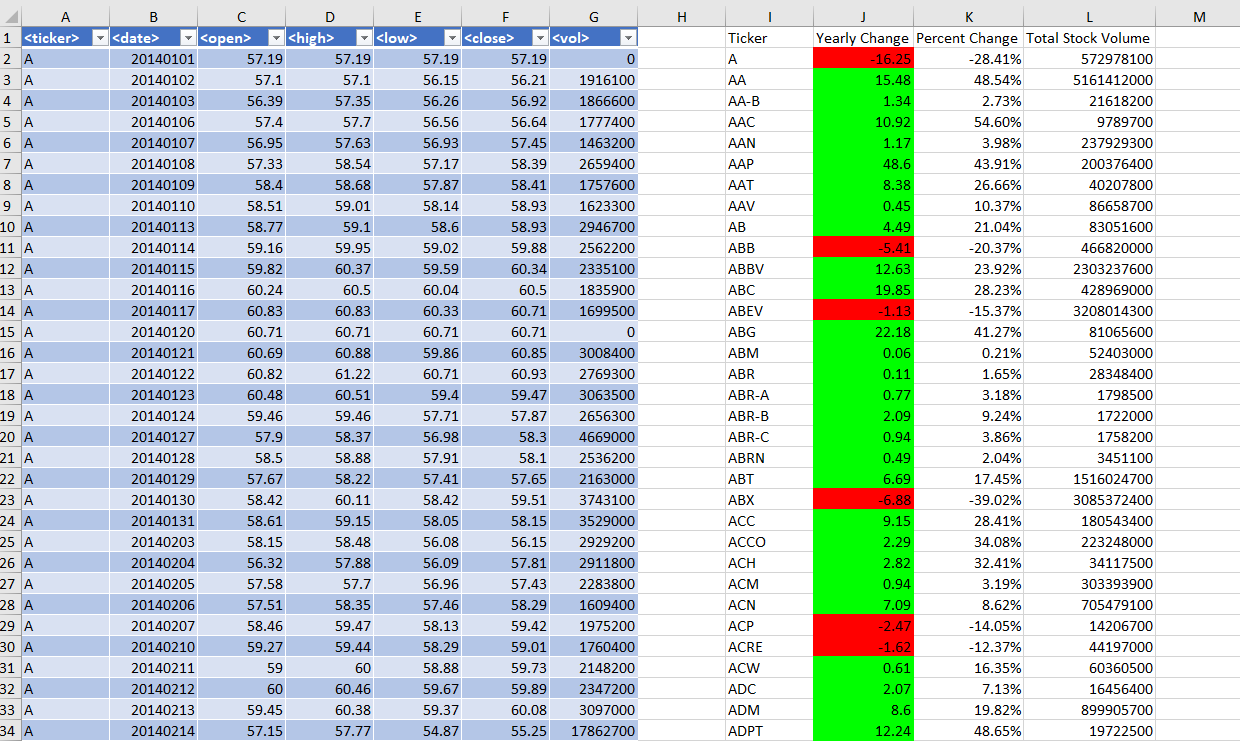 A B C D E F G H I J K L M
1 <ticker> <date> <open> <high> <low> <close> <vol> Ticker Yearly Change Percent Change Total Stock Volume
2 A 20140101 57.19 57.19 57.19 57.19 0 A -16.25 -28.41% 572978100
3 A 20140102 57.1 57.1 56.15 56.21 1916100 AA 15.48 48.54% 5161412000
4 A 20140103 56.39 57.35 56.26 56.92 1866600 AA-B 1.34 2.73% 21618200
5 A 20140106 57.4 57.7 56.56 56.64 1777400 AAC 10.92 54.60% 9789700
6 A 20140107 56.95 57.63 56.93 57.45 1463200 AAN 1.17 3.98% 237929300
7 A 20140108 57.33 58.54 57.17 58.39 2659400 AAP 48.6 43.91% 200376400
8 A 20140109 58.4 58.68 57.87 58.41 1757600 AAT 8.38 26.66% 40207800
9 A 20140110 58.51 59.01 58.14 58.93 1623300 AAV 0.45 10.37% 86658700
10 A 20140113 58.77 59.1 58.6 58.93 2946700 AB 4.49 21.04% 83051600
11 A 20140114 59.16 59.95 59.02 59.88 2562200 ABB -5.41 -20.37% 466820000
12 A 20140115 59.82 60.37 59.59 60.34 2335100 ABBV 12.63 23.92% 2303237600
13 A 20140116 60.24 60.5 60.04 60.5 1835900 ABC 19.85 28.23% 428969000
14 A 20140117 60.83 60.83 60.33 60.71 1699500 ABEV -1.13 -15.37% 3208014300
15 A 20140120 60.71 60.71 60.71 60.71 0 ABG 22.18 41.27% 81065600
16 A 20140121 60.69 60.88 59.86 60.85 3008400 ABM 0.06 0.21% 52403000
17 A 20140122 60.82 61.22 60.71 60.93 2769300 ABR 0.11 1.65% 28348400
18 A 20140123 60.48 60.51 59.4 59.47 3063500 ABR-A 0.77 3.18% 1798500
19 A 20140124 59.46 59.46 57.71 57.87 2656300 ABR-B 2.09 9.24% 1722000
20 A 20140127 57.9 58.37 56.98 58.3 4669000 ABR-C 0.94 3.86% 1758200
21 A 20140128 58.5 58.88 57.91 58.1 2536200 ABRN 0.49 2.04% 3451100
22 A 20140129 57.67 58.22 57.41 57.65 2163000 ABT 6.69 17.45% 1516024700
23 A 20140130 58.42 60.11 58.42 59.51 3743100 ABX -6.88 -39.02% 3085372400
24 A 20140131 58.61 59.15 58.05 58.15 3529000 ACC 9.15 28.41% 180543400
25 A 20140203 58.15 58.48 56.08 56.15 2929200 ACCO 2.29 34.08% 223248000
26 A 20140204 56.32 57.88 56.09 57.81 2911800 ACH 2.82 32.41% 34117500
27 A 20140205 57.58 57.7 56.96 57.43 2283800 ACM 0.94 3.19% 303393900
28 A 20140206 57.51 58.35 57.46 58.29 1609400 ACN 7.09 8.62% 705479100
29 A 20140207 58.46 59.47 58.13 59.42 1975200 ACP -2.47 -14.05% 14206700
30 A 20140210 59.27 59.44 58.29 59.01 1760400 ACRE -1.62 -12.37% 44197000
31 A 20140211 59 60 58.88 59.73 2148200 ACW 0.61 16.35% 60360500
32 A 20140212 60 60.46 59.67 59.89 2347200 ADC 2.07 7.13% 16456400
33 A 20140213 59.45 60.38 59.37 60.08 3097000 ADM 8.6 19.82% 899905700
34 A 20140214 57.15 57.77 54.87 55.25 17862700 ADPT 12.24 48.65% 19722500